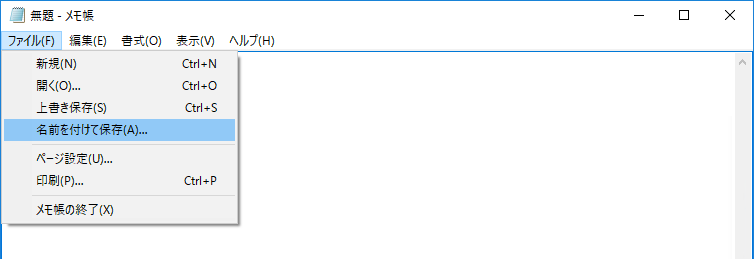 無題 - メモ帳
ファイル(F) 編集(E) 書式(O) 表示(V) ヘルプ(H)
新規(N) Ctrl+N
開く(O)... Ctrl+O
上書き保存(S) Ctrl+S
名前を付けて保存(A)...
ページ設定(U)...
印刷(P)... Ctrl+P
メモ帳の終了(X)